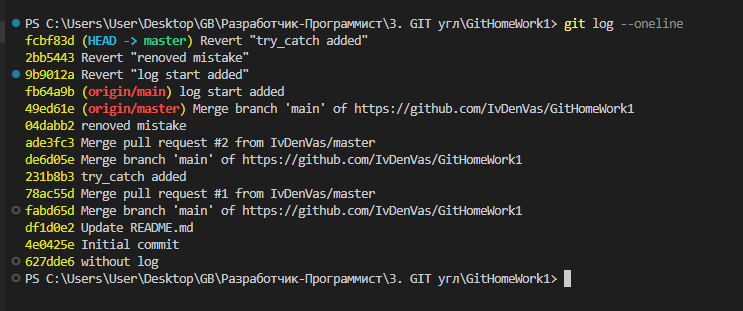 PS C:\Users\User\Desktop\GB\Разработчик-Программист\3. GIT угл\GitHomeWork1> git log --oneline
fcbf83d (HEAD -> master) Revert "try_catch added"
2bb5443 Revert "renoved mistake"
9b9012a Revert "log start added"
fb64a9b (origin/main) log start added
49ed61e (origin/master) Merge branch 'main' of https://github.com/IvDenVas/GitHomeWork1
04dabb2 renoved mistake
ade3fc3 Merge pull request #2 from IvDenVas/master
de6d05e Merge branch 'main' of https://github.com/IvDenVas/GitHomeWork1
231b8b3 try_catch added
78ac55d Merge pull request #1 from IvDenVas/master
fabd65d Merge branch 'main' of https://github.com/IvDenVas/GitHomeWork1
df1d0e2 Update README.md
4e0425e Initial commit
627dde6 without log
PS C:\Users\User\Desktop\GB\Разработчик-Программист\3. GIT угл\GitHomeWork1>